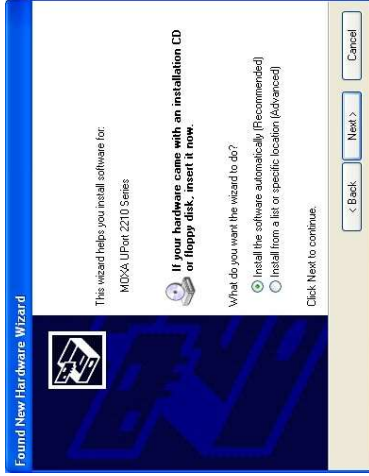 Found New Hardware Wizard
This wizard helps you install software for:
MOXA UPort 2210 Series
If your hardware came with an installation CD
or floppy disk, insert it now.
What do you want the wizard to do?
Install the software automatically (Recommended)
Install from a list or specific location (Advanced)
Click Next to continue.
< Back
Next >
Cancel